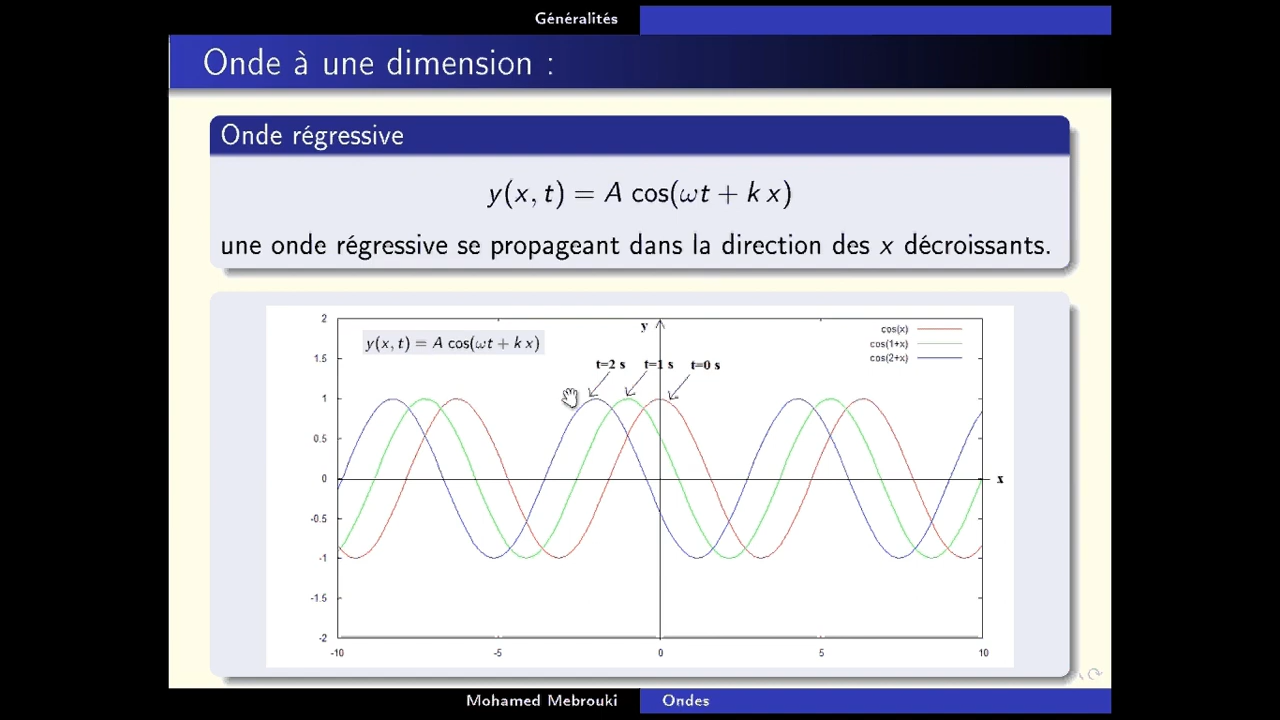 Généralités
Onde à une dimension :
Onde régressive
y(x, t) = A cos(ωt + k x)
une onde régressive se propageant dans la direction des x décroissants.
y(x, t) = A cos(ωt + k x)
y
cos(x)
cos(1+x)
cos(2+x)
t=2 s t=1 s t=0 s
2
1.5
1
0.5
0
-0.5
-1
-1.5
-2
x
-10 -5 0 5 10
Mohamed Mebrouki Ondes